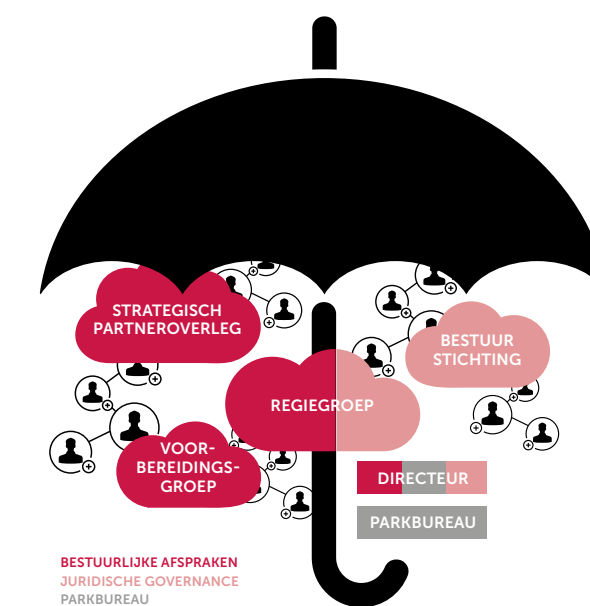 STRATEGISCH
PARTNEROVERLEG
BESTUUR
STICHTING
REGIEGROEP
VOOR-
BEREIDINGS-
GROEP
DIRECTEUR
PARKBUREAU
BESTUURLIJKE AFSPRAKEN
JURIDISCHE GOVERNANCE
PARKBUREAU